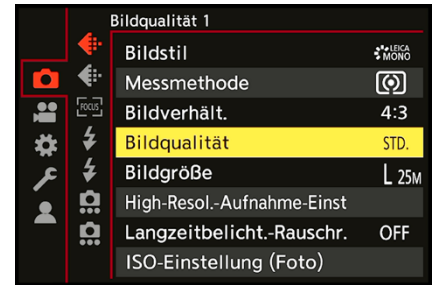 Bildqualität 1
Bildstil LEICA MONO
Messmethode
FOCUS
Bildverhält. 4:3
Bildqualität STD.
Bildgröße L 25M
High-Resol.-Aufnahme-Einst
Langzeitbelicht.-Rauschr. OFF
ISO-Einstellung (Foto)